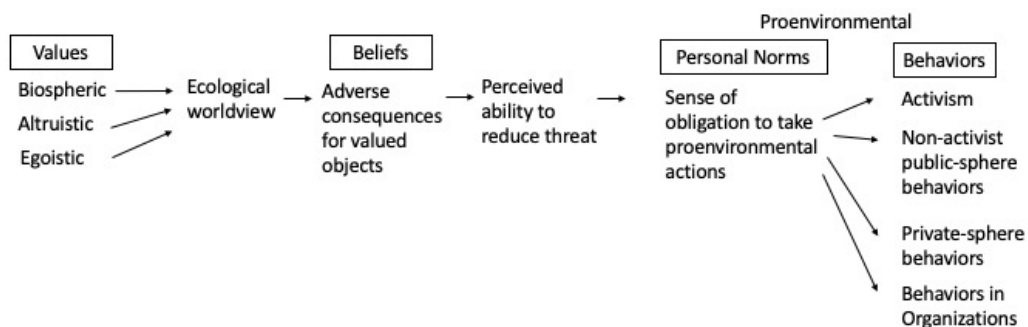 Proenvironmental
Values
Biospheric
Altruistic
Egoistic
Ecological
worldview
Beliefs
Adverse
consequences
for valued
objects
Perceived
ability to
reduce threat
Personal Norms
Sense of
obligation to take
proenvironmental
actions
Behaviors
Activism
Non-activist
public-sphere
behaviors
Private-sphere
behaviors
Behaviors in
Organizations